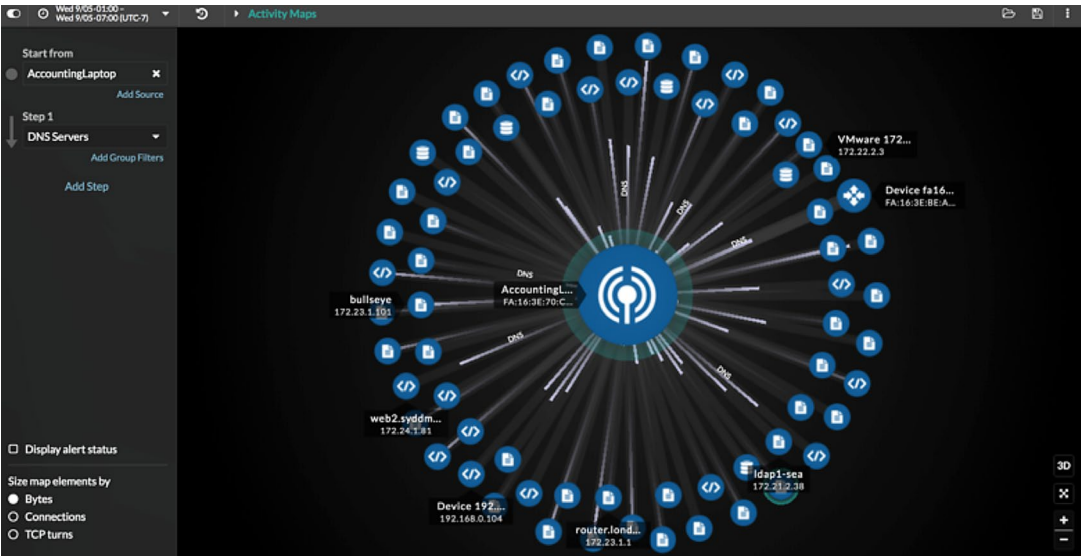 Wed 9/05-01:00 –
Wed 9/05-07:00 (UTC-7)
Activity Maps
Start from
AccountingLaptop
Add Source
Step 1
DNS Servers
Add Group Filters
Add Step
VMware 172...
172.22.2.3
Device fa16...
FA:16:3E:BE:A...
DNS
DNS
DNS
DNS
AccountingL...
FA:16:3E:70:C...
bullseye
172.23.1.101
DNS
DNS
web2.syddm...
172.24.1.81
ldap1-sea
172.21.2.38
Device 192....
192.168.0.104
router.lond...
172.23.1.1
Display alert status
Size map elements by
Bytes
Connections
TCP turns
3D